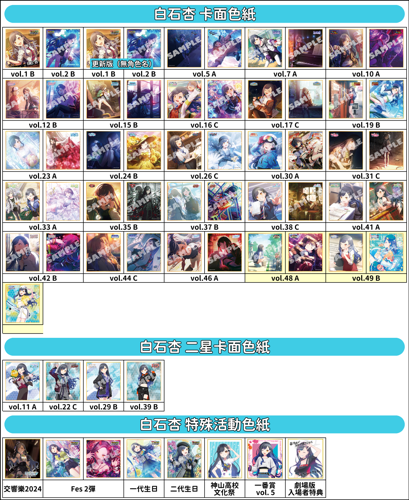 白石杏 卡面色紙
更新版（無角色名）
vol.1 B vol.2 B vol.1 B vol.2 B vol.5 A vol.7 A vol.10 A
vol.12 B vol.15 B vol.16 C vol.17 C vol.19 B
vol.23 A vol.24 B vol.26 C vol.30 A vol.31 C
vol.33 A vol.35 B vol.37 B vol.38 C vol.41 A
vol.42 B vol.44 C vol.46 A vol.48 A vol.49 B
白石杏 二星卡面色紙
vol.11 A vol.22 C vol.29 B vol.39 B
白石杏 特殊活動色紙
交響樂2024 Fes 2彈 一代生日 二代生日 神山高校 一番賞 劇場版
文化祭 vol. 5 入場者特典